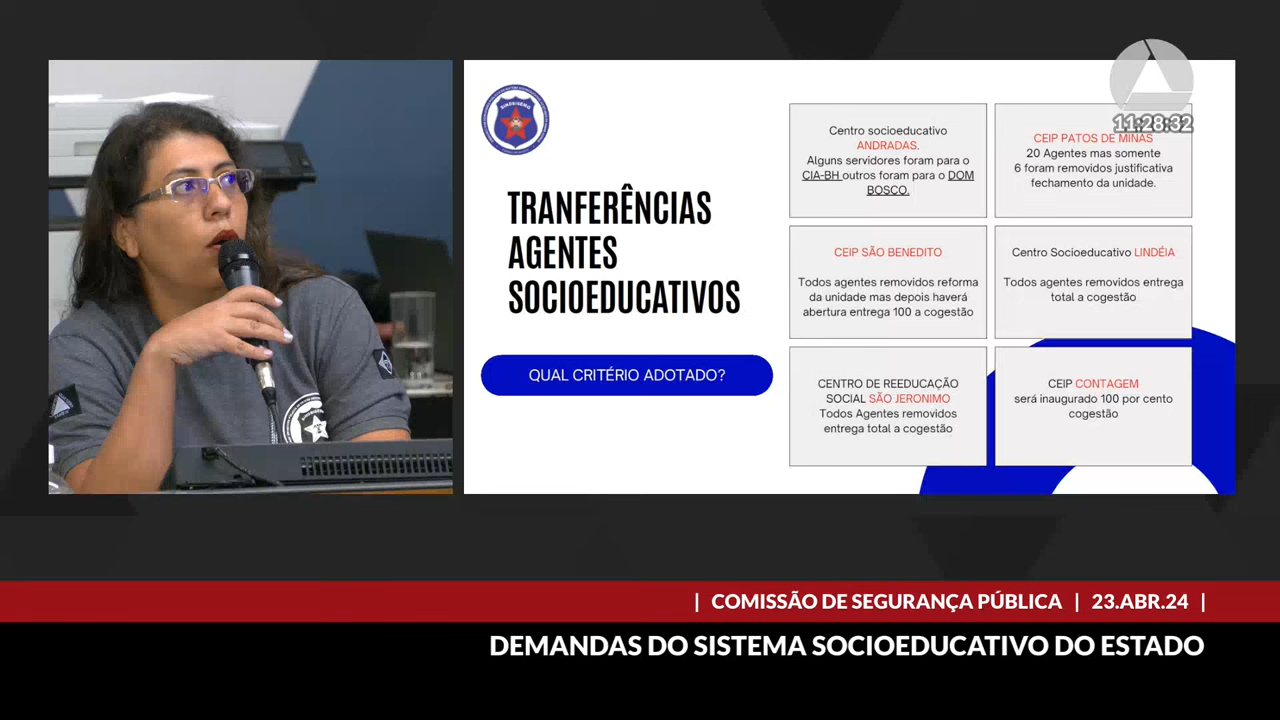 11:28:32
SINDSISEMG
TRANFERÊNCIAS
AGENTES
SOCIOEDUCATIVOS
QUAL CRITÉRIO ADOTADO?
Centro socioeducativo
ANDRADAS.
Alguns servidores foram para o
CIA-BH outros foram para o DOM
BOSCO.
CEIP PATOS DE MINAS
20 Agentes mas somente
6 foram removidos justificativa
fechamento da unidade.
CEIP SÃO BENEDITO
Todos agentes removidos reforma
da unidade mas depois haverá
abertura entrega 100 a cogestão
Centro Socioeducativo LINDÉIA
Todos agentes removidos entrega
total a cogestão
CENTRO DE REEDUCAÇÃO
SOCIAL SÃO JERONIMO
Todos Agentes removidos
entrega total a cogestão
CEIP CONTAGEM
será inaugurado 100 por cento
cogestão
| COMISSÃO DE SEGURANÇA PÚBLICA | 23.ABR.24 |
DEMANDAS DO SISTEMA SOCIOEDUCATIVO DO ESTADO